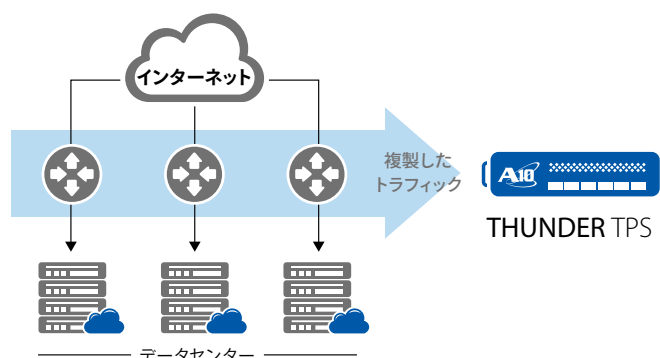 インターネット
複製した
トラフィック
A10
THUNDER TPS
データセンター